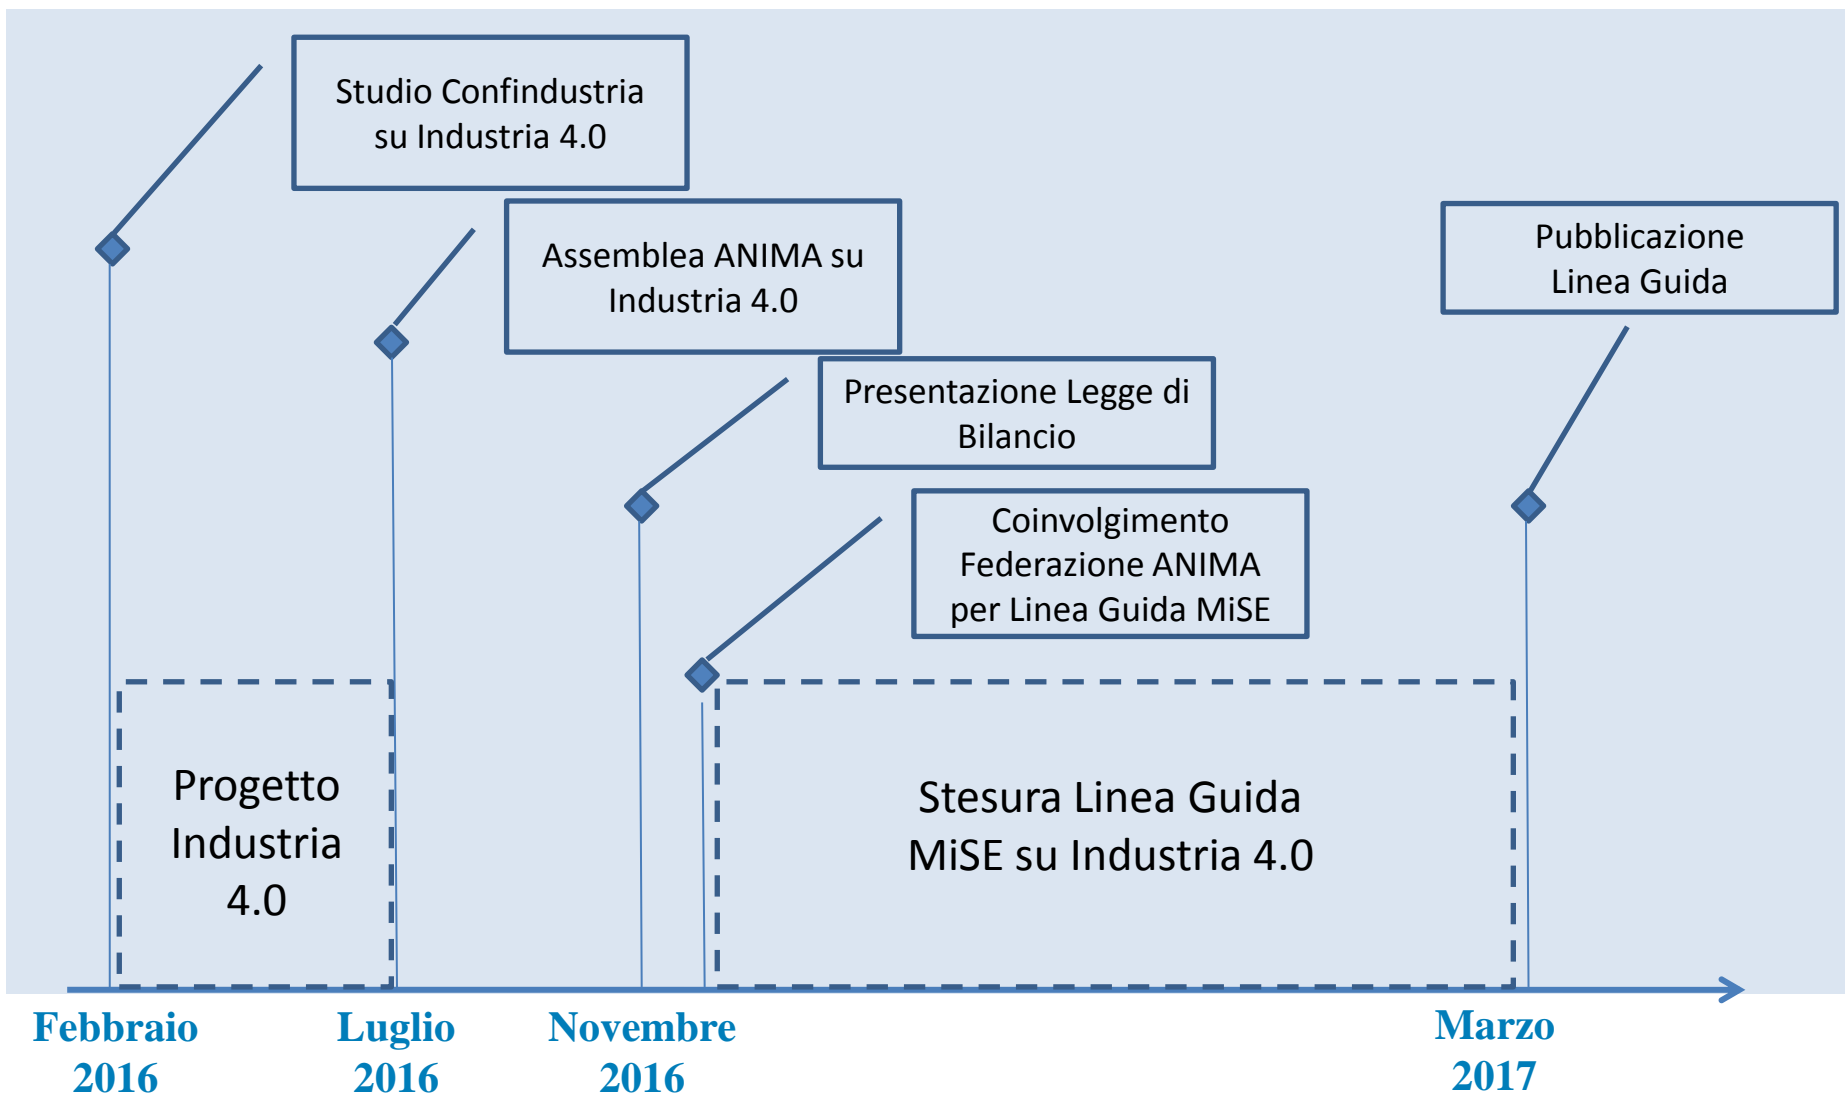 Studio Confindustria
su Industria 4.0
Assemblea ANIMA su
Industria 4.0
Pubblicazione
Linea Guida
Presentazione Legge di
Bilancio
Coinvolgimento
Federazione ANIMA
per Linea Guida MiSE
Progetto
Industria
4.0
Stesura Linea Guida
MiSE su Industria 4.0
Febbraio
2016
Luglio
2016
Novembre
2016
Marzo
2017